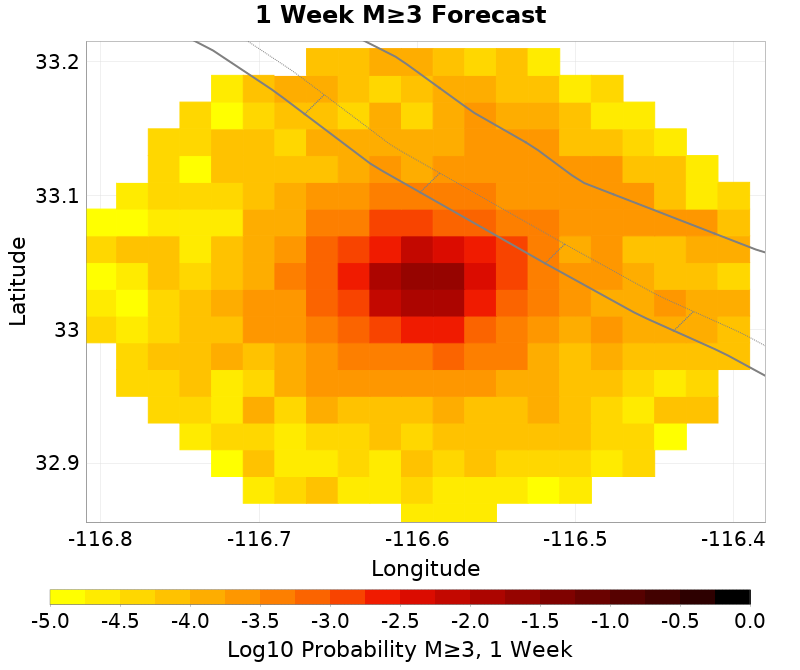 1 Week M≥3 Forecast
33.2
33.1
33
32.9
Latitude
-116.8 -116.7 -116.6 -116.5 -116.4
Longitude
-5.0 -4.5 -4.0 -3.5 -3.0 -2.5 -2.0 -1.5 -1.0 -0.5 0.0
Log10 Probability M≥3, 1 Week